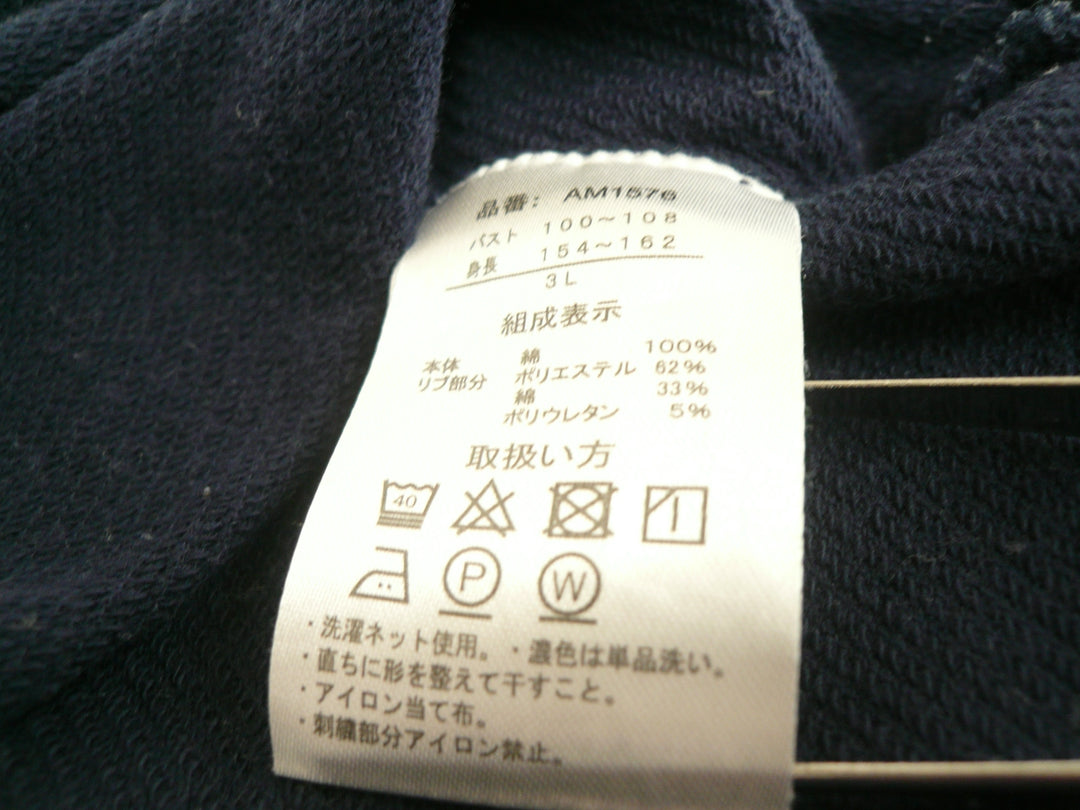 品番: AM1576
バスト 100～108
身長 154～162
3L
組成表示
本体 綿 100%
リブ部分 ポリエステル 62%
綿 33%
ポリウレタン 5%
取扱い方
40
P W
・洗濯ネット使用。・濃色は単品洗い。
・直ちに形を整えて干すこと。
・アイロン当て布。
・刺繍部分アイロン禁止。